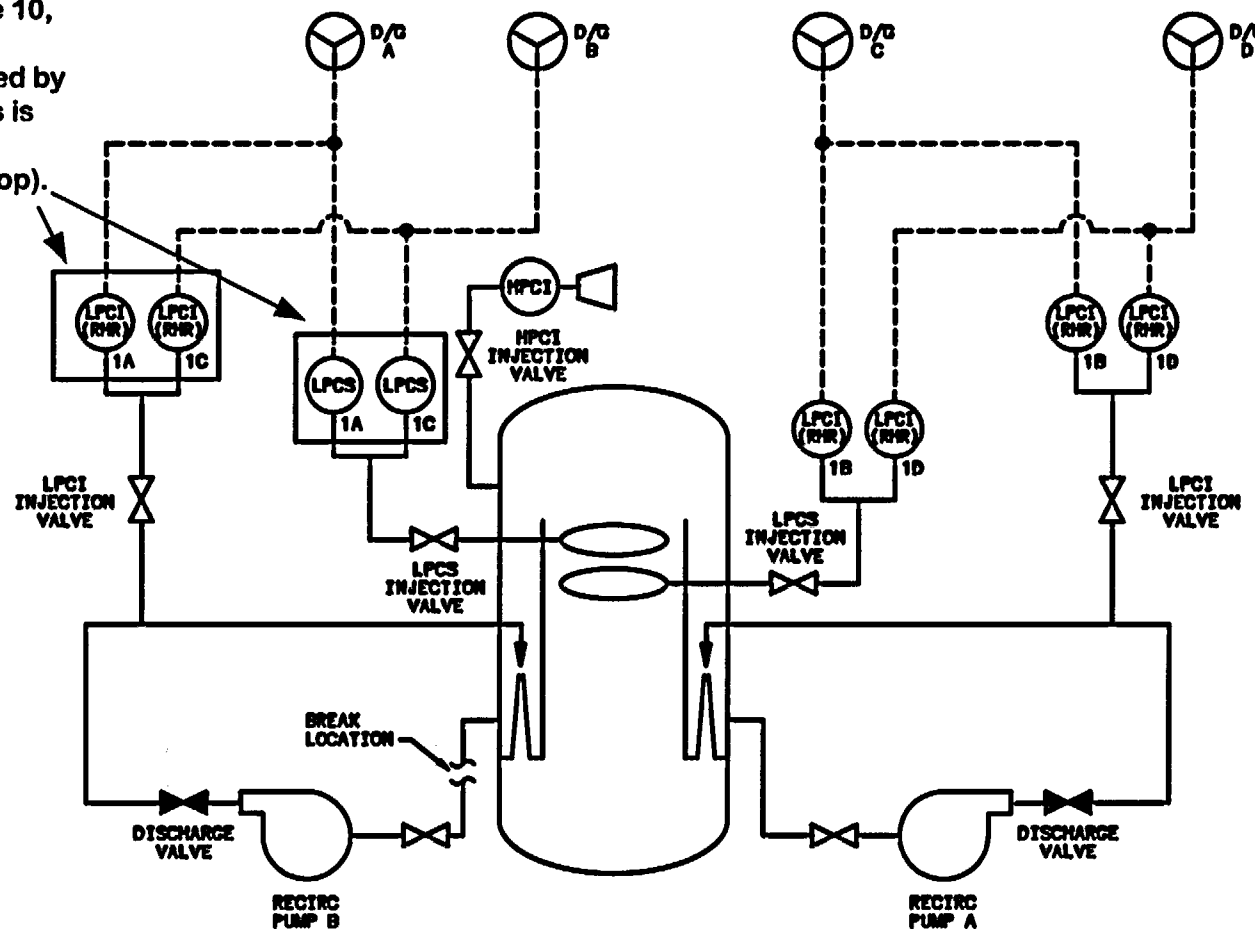 e 10,
ed by
s is
op).
D/G
A
D/G
B
D/G
C
D/G
D
LPCI
(RHR)
1A
LPCI
(RHR)
1C
LPCS
1A
LPCS
1C
HPCI
HPCI
INJECTION
VALVE
LPCI
(RHR)
1B
LPCI
(RHR)
1D
LPCI
(RHR)
1B
LPCI
(RHR)
1D
LPCI
INJECTION
VALVE
LPCS
INJECTION
VALVE
LPCS
INJECTION
VALVE
LPCI
INJECTION
VALVE
BREAK
LOCATION
DISCHARGE
VALVE
RECIRC
PUMP B
DISCHARGE
VALVE
RECIRC
PUMP A